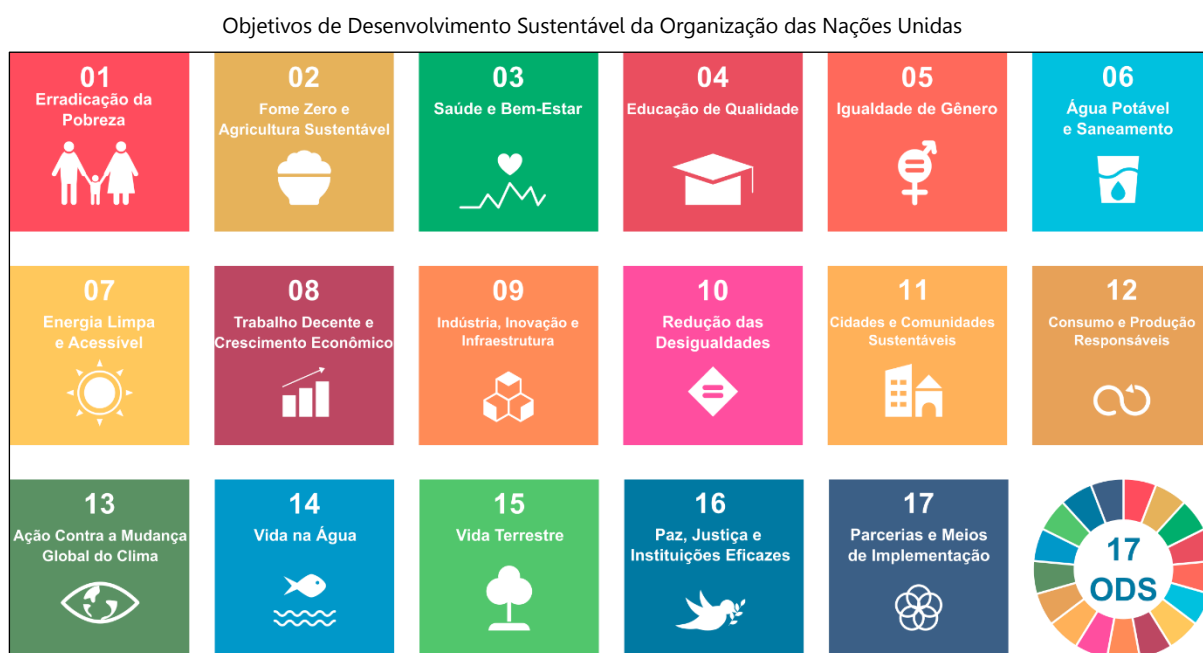 Objetivos de Desenvolvimento Sustentável da Organização das Nações Unidas
01
Erradicação da
Pobreza
02
Fome Zero e
Agricultura Sustentável
03
Saúde e Bem-Estar
04
Educação de Qualidade
05
Igualdade de Gênero
06
Água Potável
e Saneamento
07
Energia Limpa
e Acessível
08
Trabalho Decente e
Crescimento Econômico
09
Indústria, Inovação e
Infraestrutura
10
Redução das
Desigualdades
11
Cidades e Comunidades
Sustentáveis
12
Consumo e Produção
Responsáveis
13
Ação Contra a Mudança
Global do Clima
14
Vida na Água
15
Vida Terrestre
16
Paz, Justiça e
Instituições Eficazes
17
Parcerias e Meios
de Implementação
17
ODS